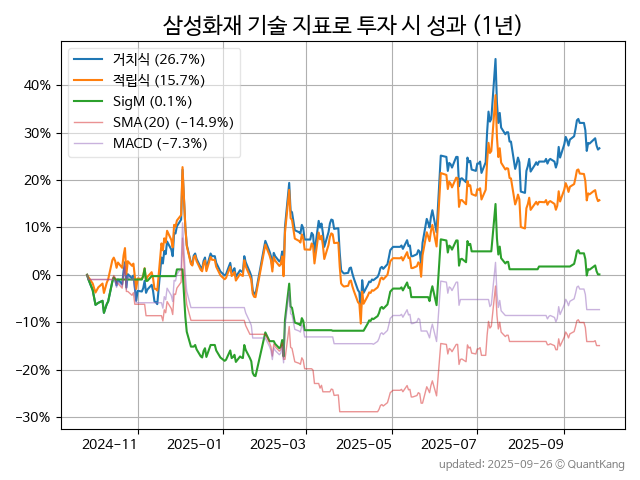 삼성화재 기술 지표로 투자 시 성과 (1년)
거치식 (26.7%)
적립식 (15.7%)
SigM (0.1%)
SMA(20) (−14.9%)
MACD (−7.3%)
40%
30%
20%
10%
0%
−10%
−20%
−30%
2024-11
2025-01
2025-03
2025-05
2025-07
2025-09
updated: 2025-09-26 © QuantKang